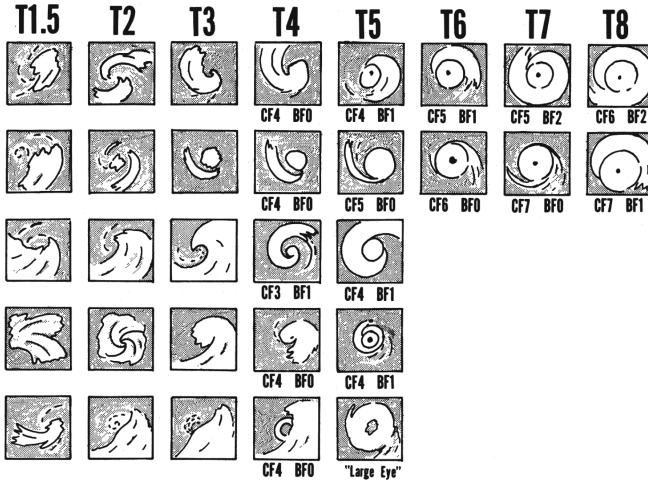 T1.5 T2 T3 T4 T5 T6 T7 T8
CF4 BF0 CF4 BF1 CF5 BF1 CF5 BF2 CF6 BF2
CF4 BF0 CF5 BF0 CF6 BF0 CF7 BF0 CF7 BF1
CF3 BF1 CF4 BF1
CF4 BF0 CF4 BF1
CF4 BF0 "Large Eye"